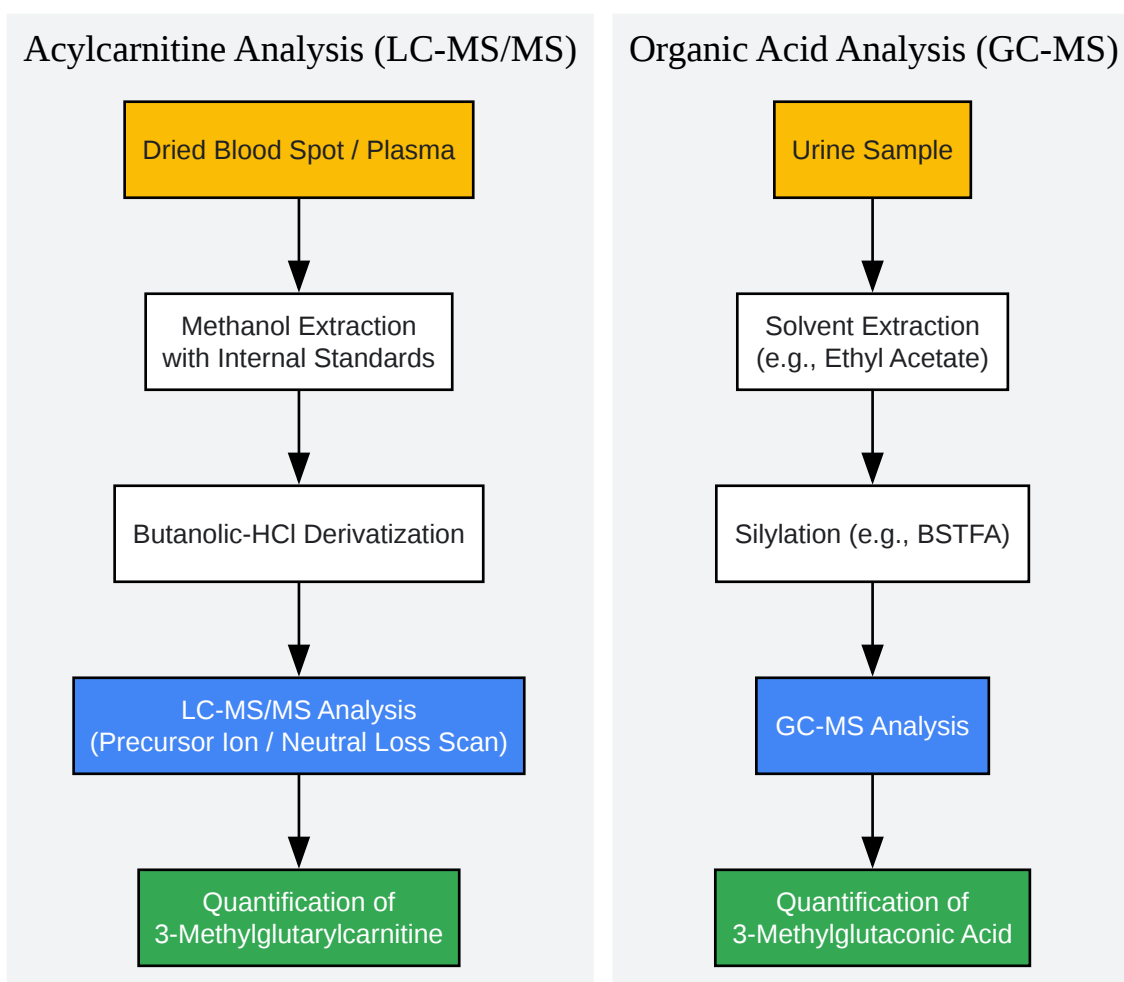 Acylcarnitine Analysis (LC-MS/MS)
Dried Blood Spot / Plasma
Methanol Extraction
with Internal Standards
Butanolic-HCl Derivatization
LC-MS/MS Analysis
(Precursor Ion / Neutral Loss Scan)
Quantification of
3-Methylglutarylcarnitine
Organic Acid Analysis (GC-MS)
Urine Sample
Solvent Extraction
(e.g., Ethyl Acetate)
Silylation (e.g., BSTFA)
GC-MS Analysis
Quantification of
3-Methylglutaconic Acid